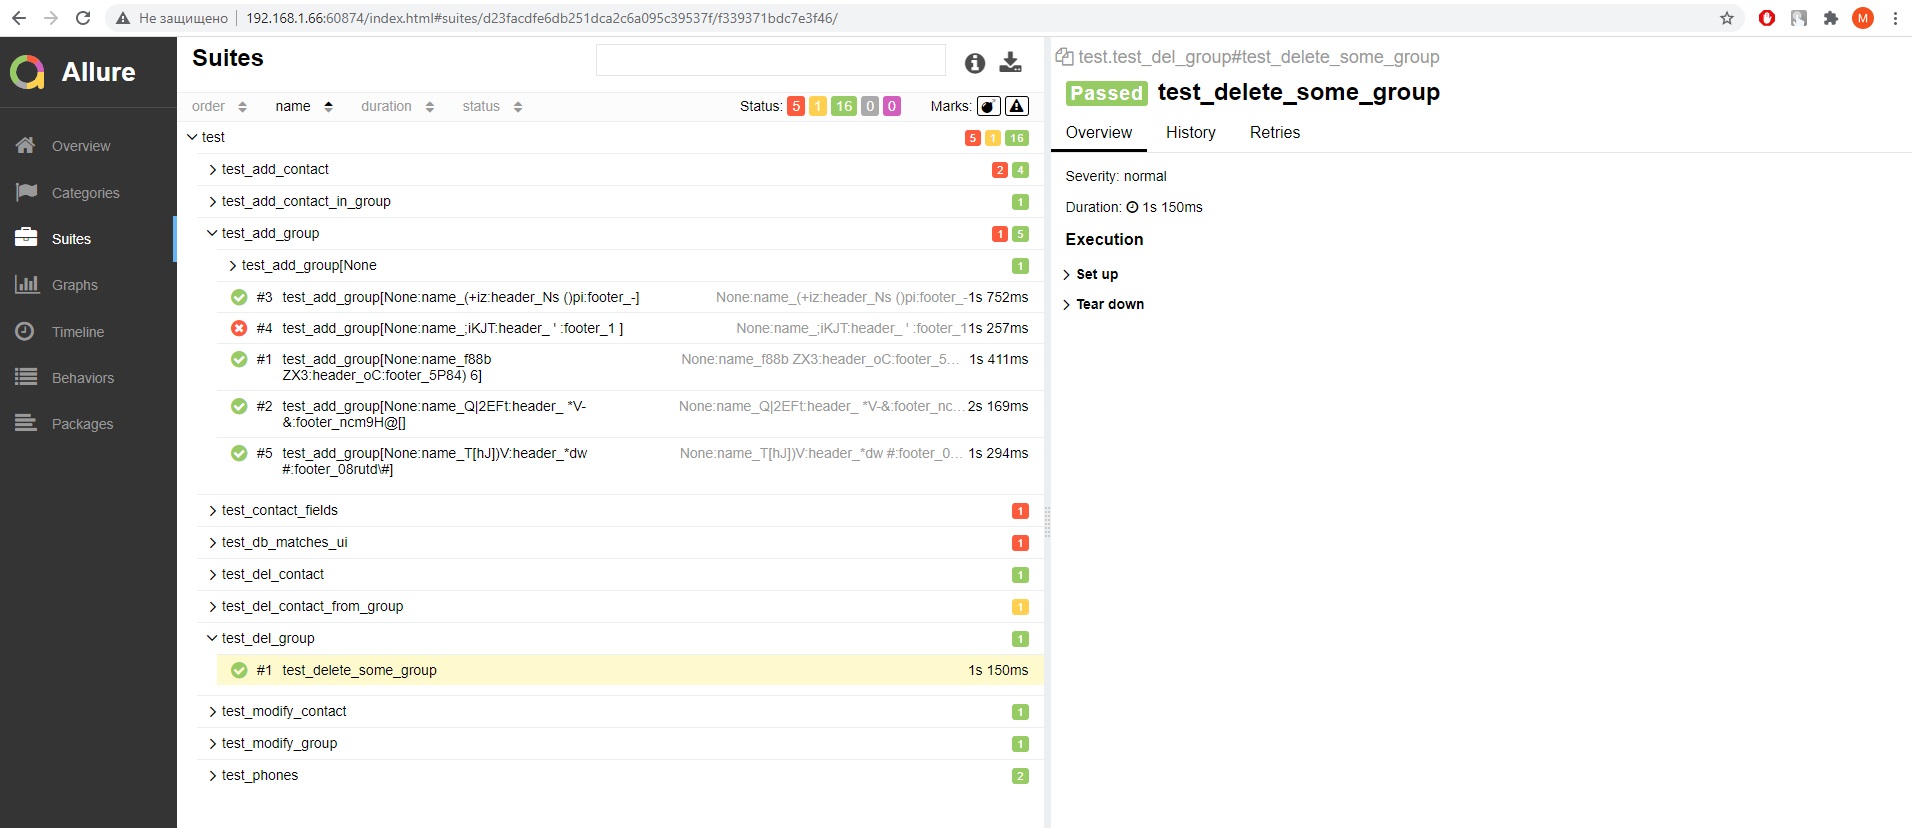 Не защищено
192.168.1.66:60874/index.html#suites/d23facdfe6db251dca2c6a095c39537f/f339371bdc7e3f46/
M
Allure
Overview
Categories
Suites
Graphs
Timeline
Behaviors
Packages
Suites
order name duration status
Status: 5 1 16 0 0 Marks:
test 5 1 16
test_add_contact 2 4
test_add_contact_in_group 1
test_add_group 1 5
test_add_group[None 1
#3 test_add_group[None:name_(+iz:header_Ns ()pi:footer_-] None:name_(+iz:header_Ns ()pi:footer_- 1s 752ms
#4 test_add_group[None:name_;iKJT:header_ ' :footer_1 ] None:name_;iKJT:header_ ' :footer_1 1s 257ms
#1 test_add_group[None:name_f88b None:name_f88b ZX3:header_oC:footer_5... 1s 411ms
ZX3:header_oC:footer_5P84) 6]
#2 test_add_group[None:name_Q|2EFt:header_ *V- None:name_Q|2EFt:header_ *V-&:footer_nc... 2s 169ms
&:footer_ncm9H@[]
#5 test_add_group[None:name_T[hJ])V:header_*dw None:name_T[hJ])V:header_*dw #:footer_0... 1s 294ms
#:footer_08rutd\#]
test_contact_fields 1
test_db_matches_ui 1
test_del_contact 1
test_del_contact_from_group 1
test_del_group 1
#1 test_delete_some_group 1s 150ms
test_modify_contact 1
test_modify_group 1
test_phones 2
test.test_del_group#test_delete_some_group
Passed test_delete_some_group
Overview History Retries
Severity: normal
Duration: 1s 150ms
Execution
Set up
Tear down